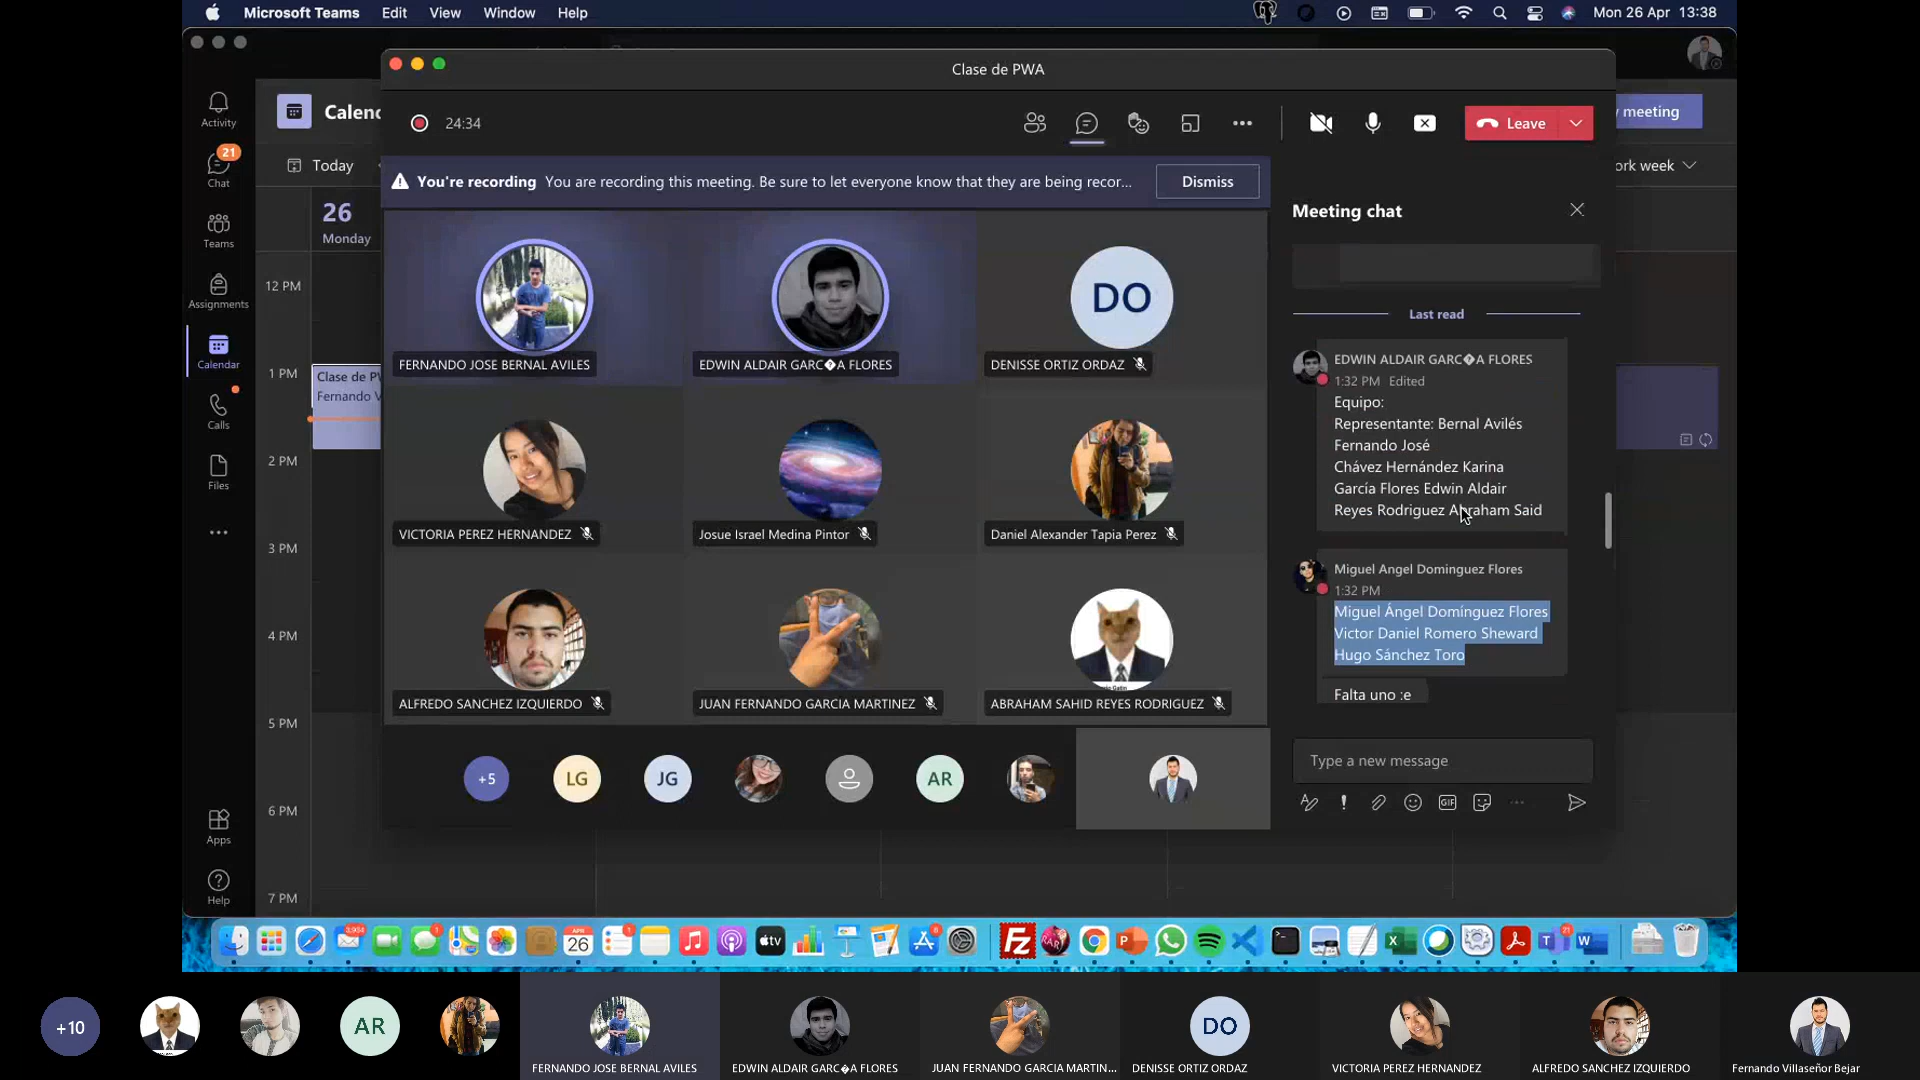 Microsoft Teams Edit View Window Help
Mon 26 Apr 13:38
Clase de PWA
24:34
Leave
Calend
meeting
Today
ork week
You're recording You are recording this meeting. Be sure to let everyone know that they are being recor...
Dismiss
Activity
21
Chat
Teams
Assignments
Calendar
Calls
Files
Apps
Help
26
Monday
12 PM
1 PM
2 PM
3 PM
4 PM
5 PM
6 PM
7 PM
Clase de PW
Fernando V
FERNANDO JOSE BERNAL AVILES
EDWIN ALDAIR GARC�A FLORES
DO
DENISSE ORTIZ ORDAZ
VICTORIA PEREZ HERNANDEZ
Josue Israel Medina Pintor
Daniel Alexander Tapia Perez
ALFREDO SANCHEZ IZQUIERDO
JUAN FERNANDO GARCIA MARTINEZ
ABRAHAM SAHID REYES RODRIGUEZ
+5
LG
JG
AR
Meeting chat
Last read
EDWIN ALDAIR GARC�A FLORES
1:32 PM Edited
Equipo:
Representante: Bernal Avilés
Fernando José
Chávez Hernández Karina
García Flores Edwin Aldair
Reyes Rodriguez Abraham Said
Miguel Angel Dominguez Flores
1:32 PM
Miguel Ángel Domínguez Flores
Victor Daniel Romero Sheward
Hugo Sánchez Toro
Falta uno :e
Type a new message
GIF
APR
26
tv
+10
AR
FERNANDO JOSE BERNAL AVILES
EDWIN ALDAIR GARC�A FLORES
JUAN FERNANDO GARCIA MARTIN...
DO
DENISSE ORTIZ ORDAZ
VICTORIA PEREZ HERNANDEZ
ALFREDO SANCHEZ IZQUIERDO
Fernando Villaseñor Bejar